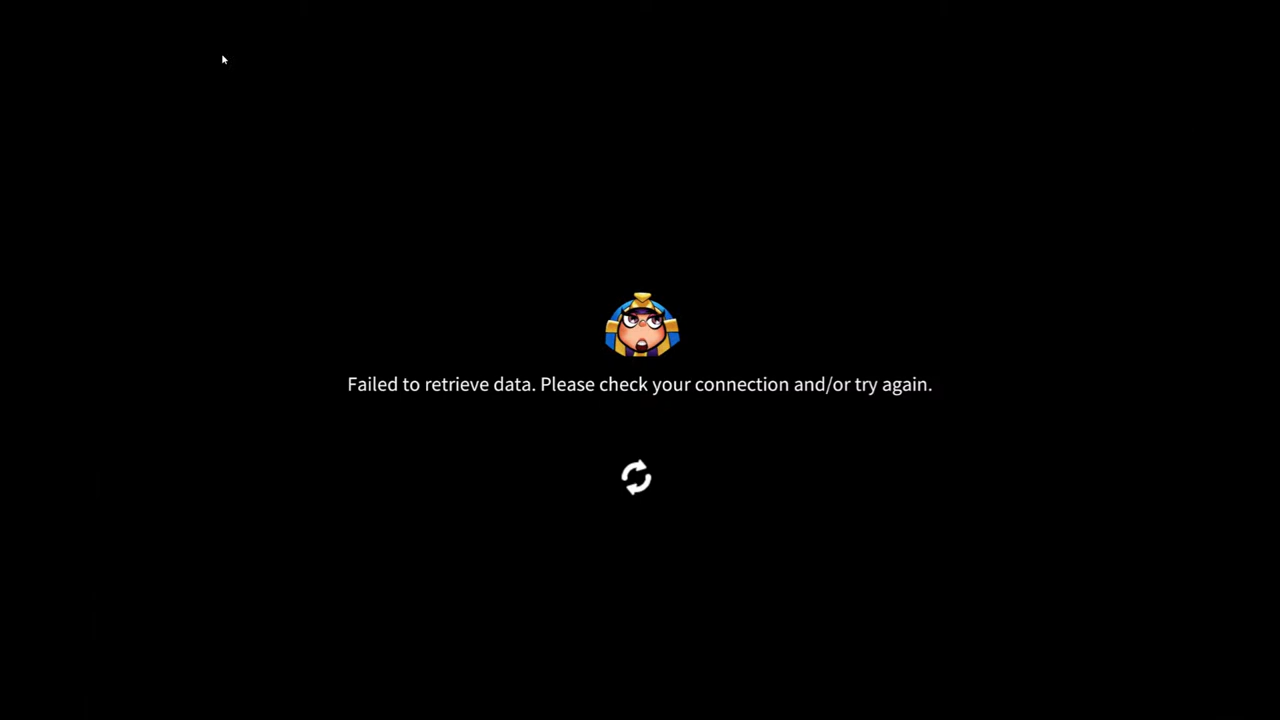 Failed to retrieve data. Please check your connection and/or try again.